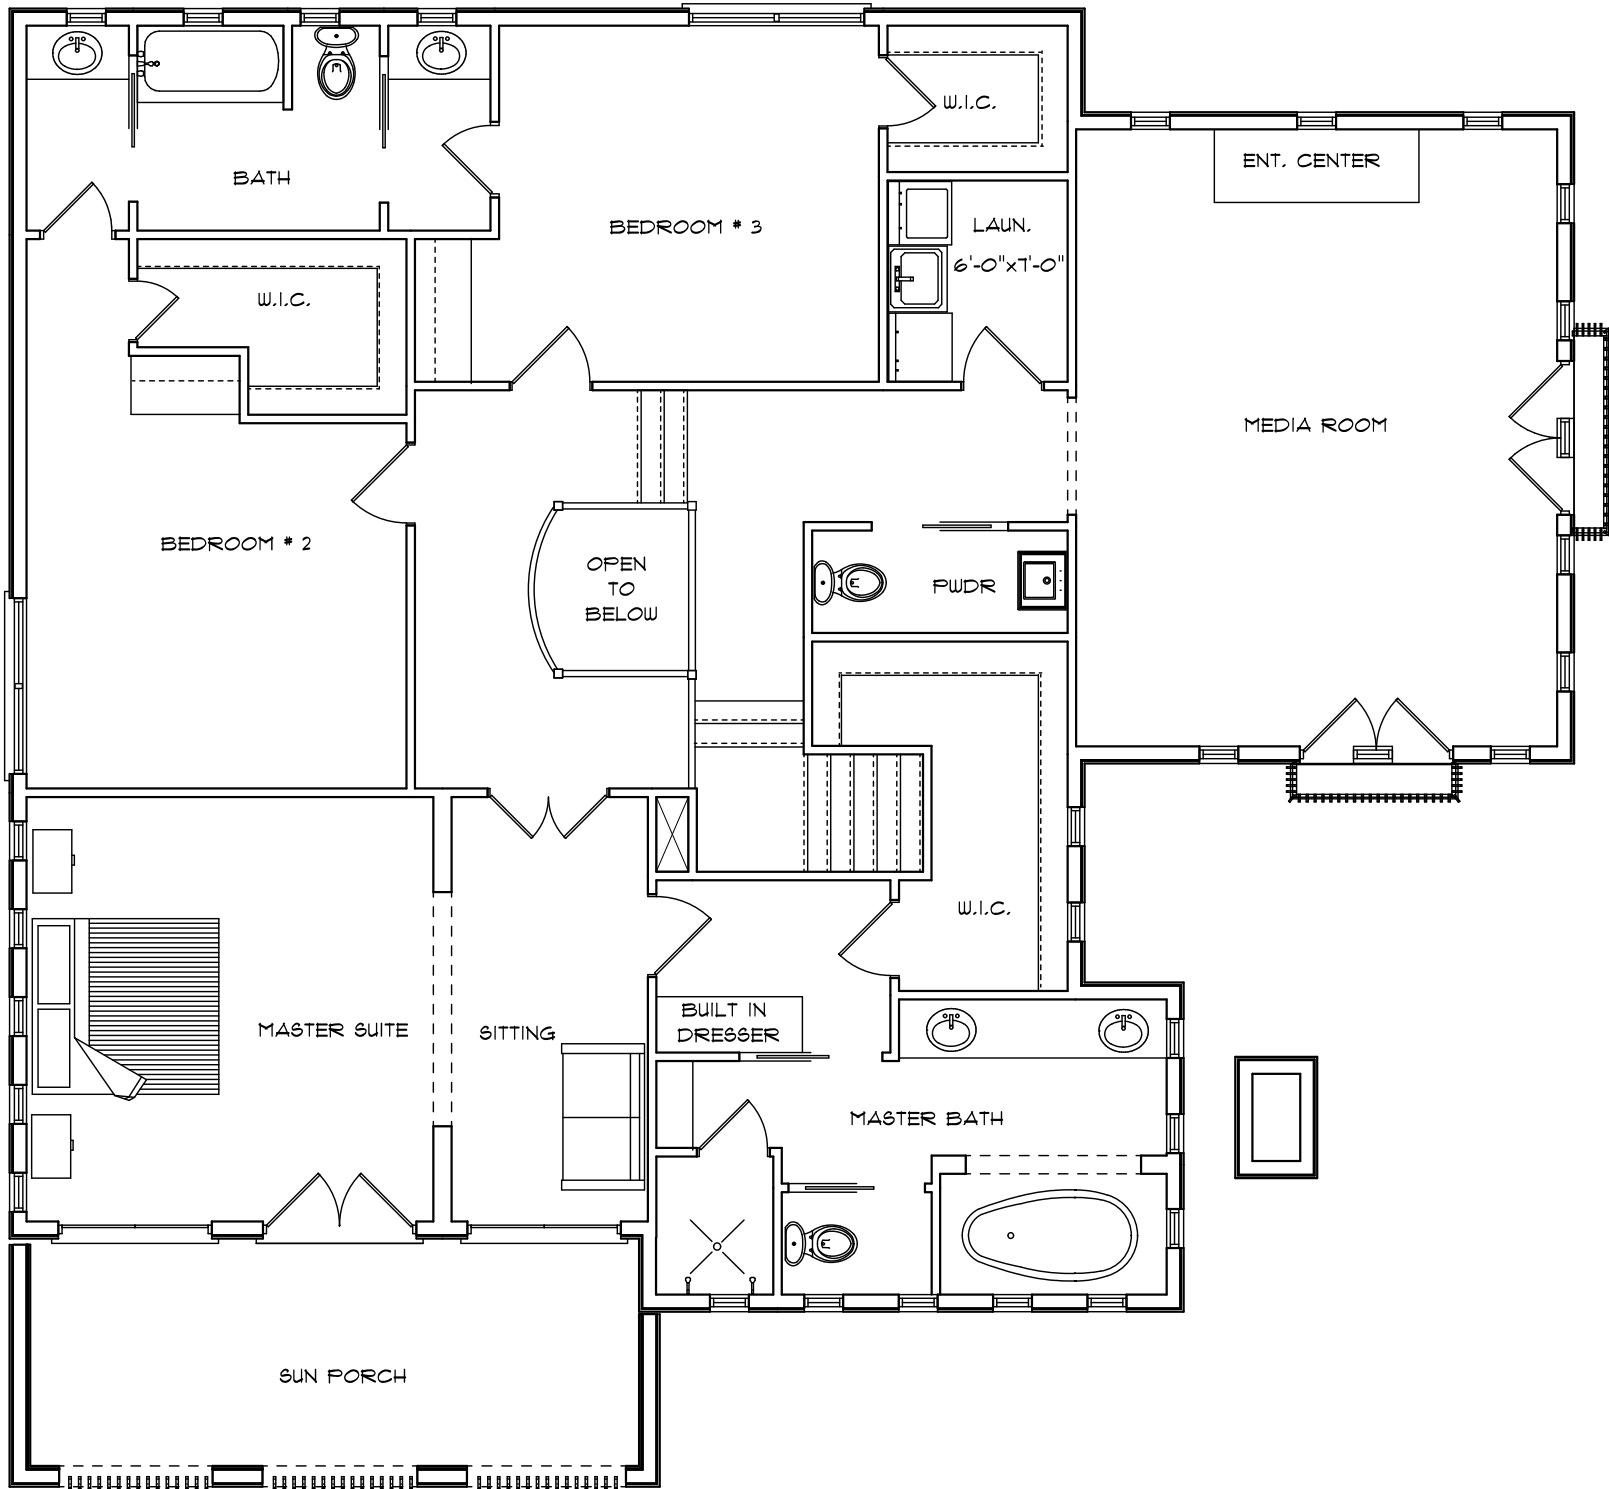 W.I.C.
ENT. CENTER
BATH
BEDROOM # 3
LAUN.
6'-0"x7'-0"
W.I.C.
MEDIA ROOM
BEDROOM # 2
OPEN
TO
BELOW
PWDR
W.I.C.
MASTER SUITE
SITTING
BUILT IN
DRESSER
MASTER BATH
SUN PORCH